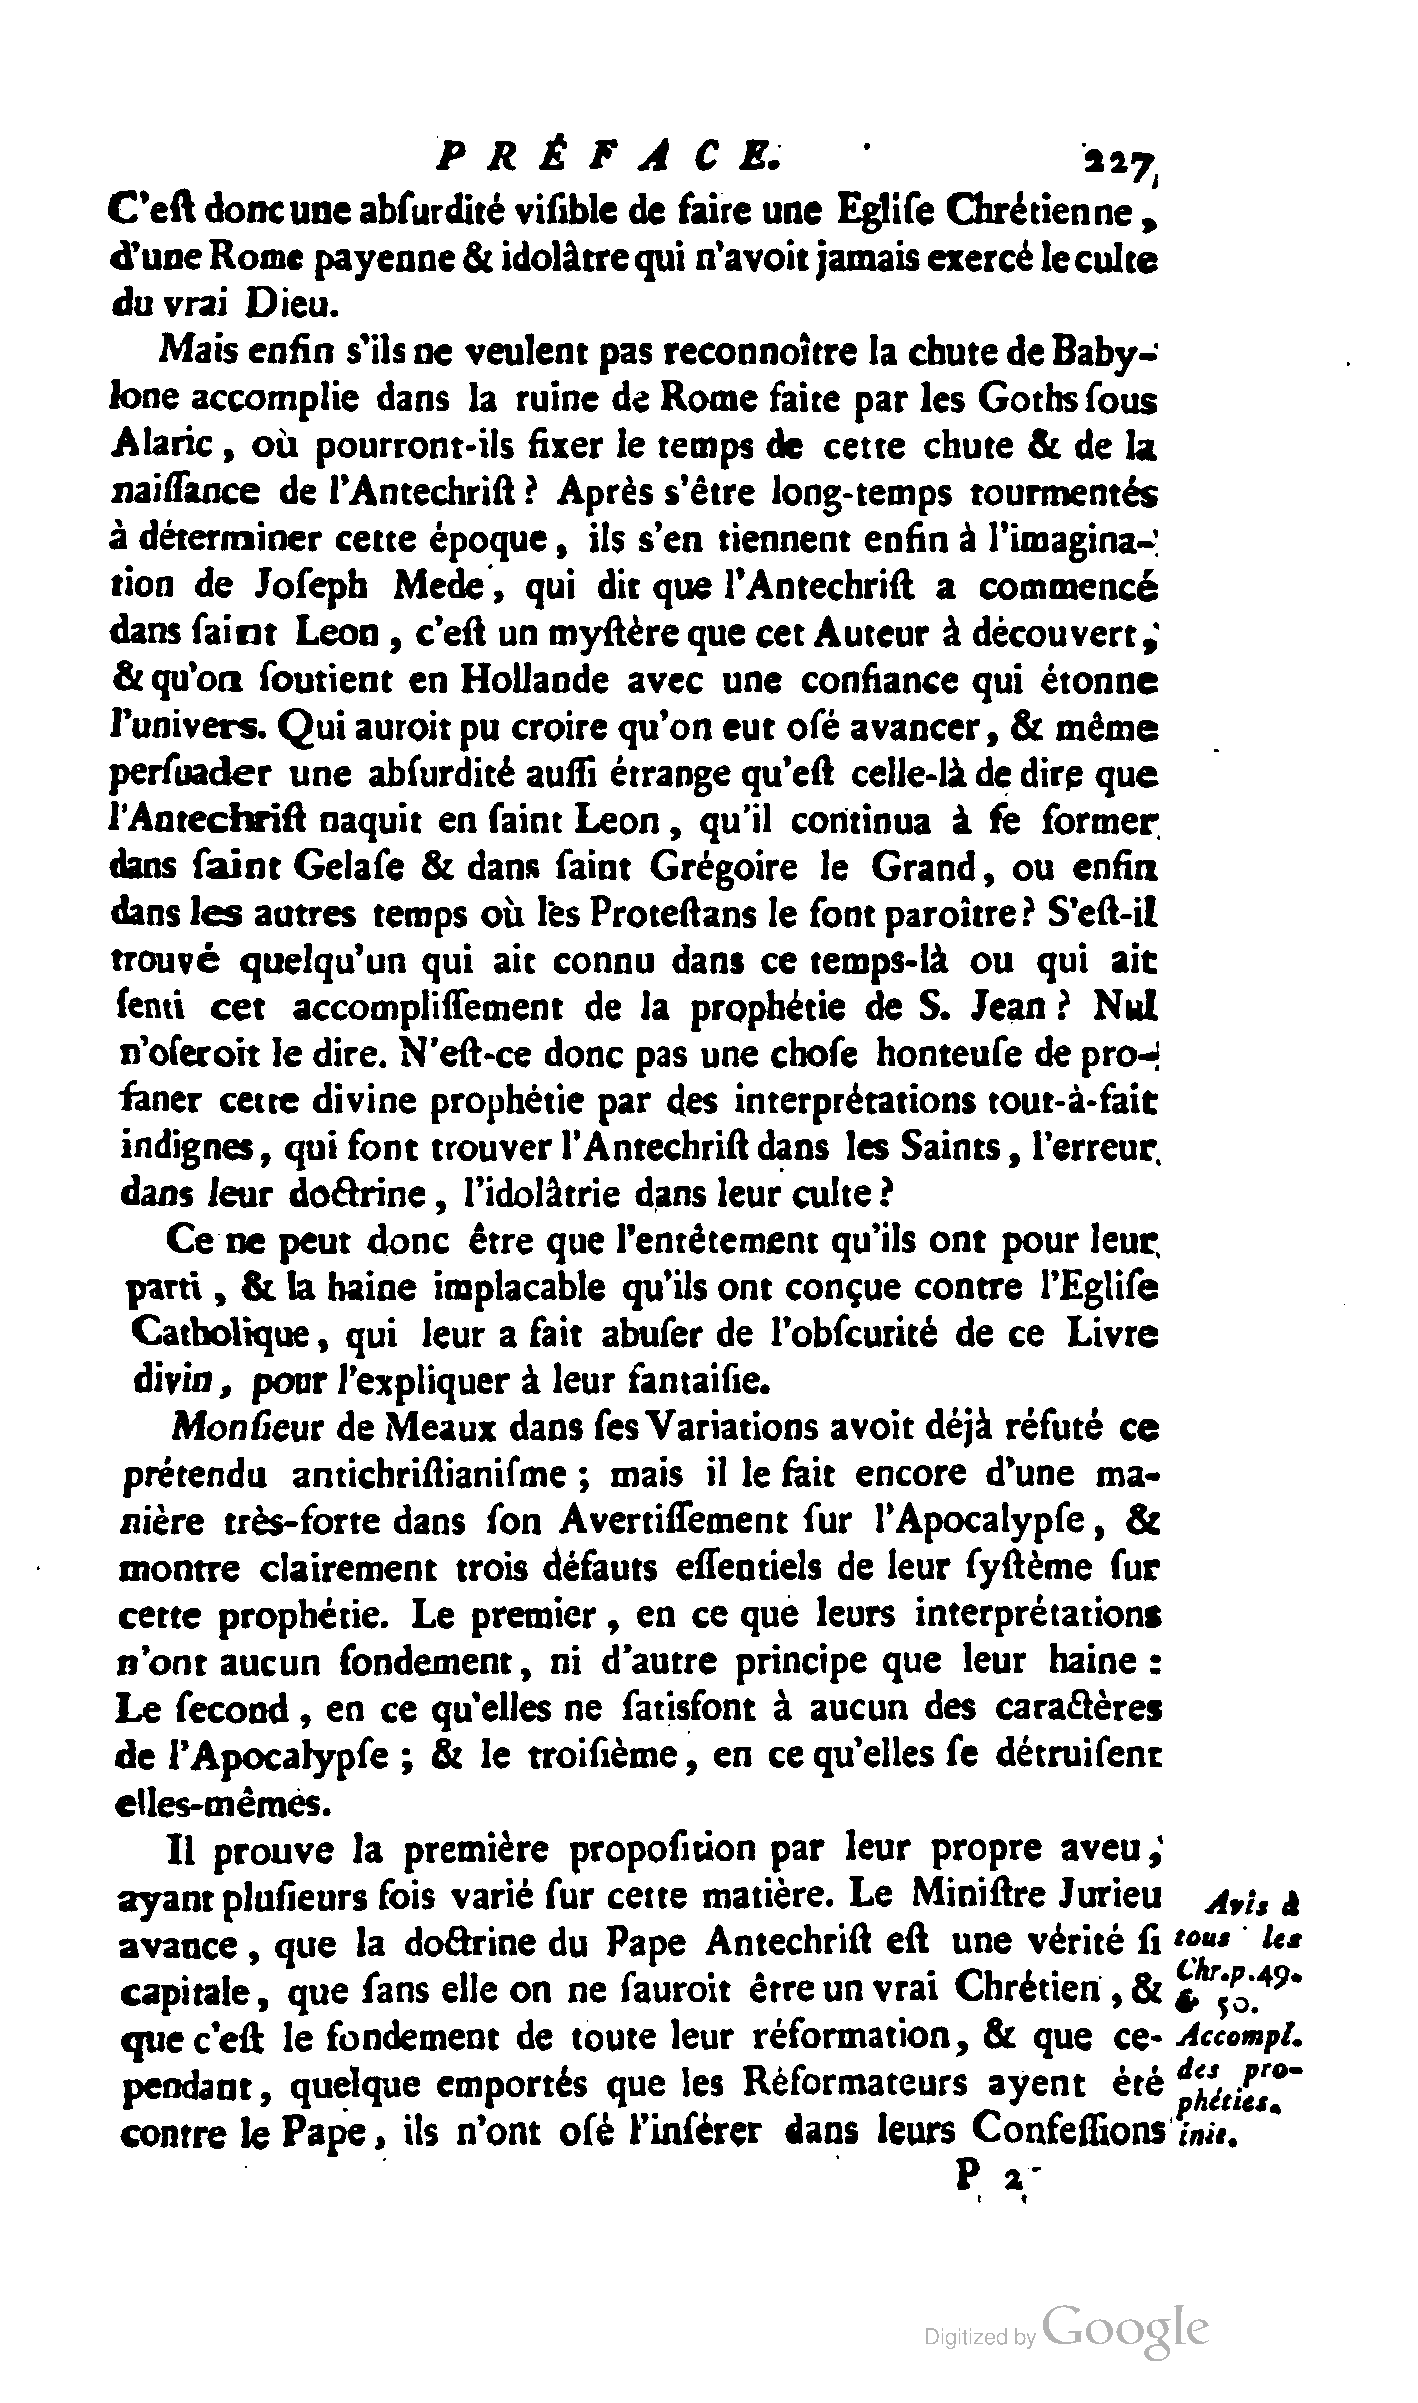 PRÉFACE. 227
C'eſt donc une abſurdité viſible de faire une Egliſe Chrétienne,
d'une Rome payenne & idolâtre qui n'avoit jamais exercé le culte
du vrai Dieu.
Mais enfin s'ils ne veulent pas reconnoître la chute de Baby-
lone accomplie dans la ruine de Rome faite par les Goths ſous
Alaric, où pourront-ils fixer le temps de cette chute & de la
naiſſance de l'Antechriſt? Après s'être long-temps tourmentés
à déterminer cette époque, ils s'en tiennent enfin à l'imagina-
tion de Joſeph Mede, qui dit que l'Antechriſt a commencé
dans ſaint Leon, c'eſt un myſtère que cet Auteur à découvert,
& qu'on ſoutient en Hollande avec une confiance qui étonne
l'univers. Qui auroit pu croire qu'on eut oſé avancer, & même
perſuader une abſurdité auſſi étrange qu'eſt celle-là de dire que
l'Antechriſt naquit en ſaint Leon, qu'il continua à ſe former
dans ſaint Gelaſe & dans ſaint Grégoire le Grand, ou enfin
dans les autres temps où les Proteſtans le font paroître? S'eſt-il
trouvé quelqu'un qui ait connu dans ce temps-là ou qui ait
ſenti cet accompliſſement de la prophétie de S. Jean? Nul
n'oſeroit le dire. N'eſt-ce donc pas une choſe honteuſe de pro-
faner cette divine prophétie par des interprétations tout-à-fait
indignes, qui font trouver l'Antechriſt dans les Saints, l'erreur
dans leur doctrine, l'idolâtrie dans leur culte?
Ce ne peut donc être que l'entêtement qu'ils ont pour leur
parti, & la haine implacable qu'ils ont conçue contre l'Egliſe
Catholique, qui leur a fait abuſer de l'obſcurité de ce Livre
divin, pour l'expliquer à leur fantaiſie.
Monſieur de Meaux dans ſes Variations avoit déjà réfuté ce
prétendu antichriſtianiſme; mais il le fait encore d'une ma-
nière très-forte dans ſon Avertiſſement ſur l'Apocalypſe, &
montre clairement trois défauts eſſentiels de leur ſyſtème ſur
cette prophétie. Le premier, en ce que leurs interprétations
n'ont aucun fondement, ni d'autre principe que leur haine:
Le ſecond, en ce qu'elles ne ſatisfont à aucun des caractères
de l'Apocalypſe; & le troiſième, en ce qu'elles ſe détruiſent
elles-mêmes.
Il prouve la première propoſition par leur propre aveu,
ayant pluſieurs fois varié ſur cette matière. Le Miniſtre Jurieu
avance, que la doctrine du Pape Antechriſt eſt une vérité ſi
capitale, que ſans elle on ne ſauroit être un vrai Chrétien, &
que c'eſt le fondement de toute leur réformation, & que ce-
pendant, quelque emportés que les Réformateurs ayent été
contre le Pape, ils n'ont oſé l'inſérer dans leurs Confeſſions
Avis à
tous les
Chr. p. 49.
& 50.
Accompl.
des pro-
phéties.
init.
P 2
Digitized by Google